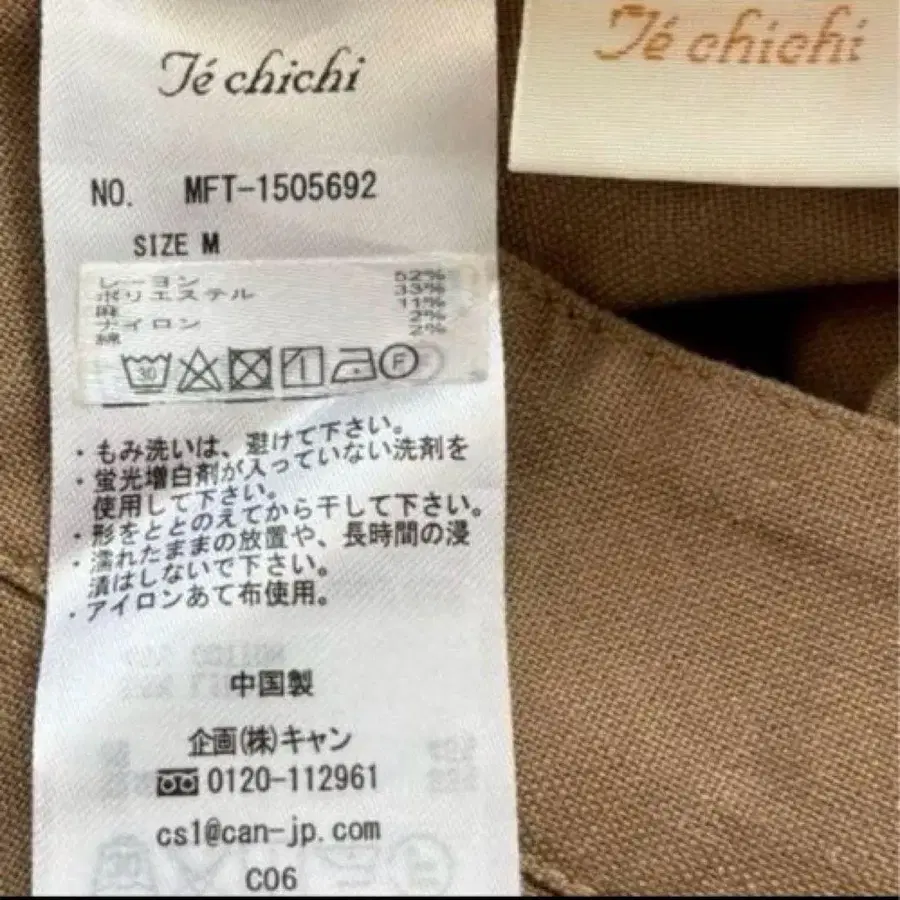 Té chichi
Té chichi
NO. MFT-1505692
SIZE M
レーヨン 52%
ポリエステル 33%
麻 11%
ナイロン 2%
綿 2%
30 F
・もみ洗いは、避けて下さい。
・蛍光増白剤が入っていない洗剤を
使用して下さい。
・形をととのえてから干して下さい。
・濡れたままの放置や、長時間の浸
漬はしないで下さい。
・アイロンあて布使用。
中国製
企画(株)キャン
0120-112961
cs1@can-jp.com
C06